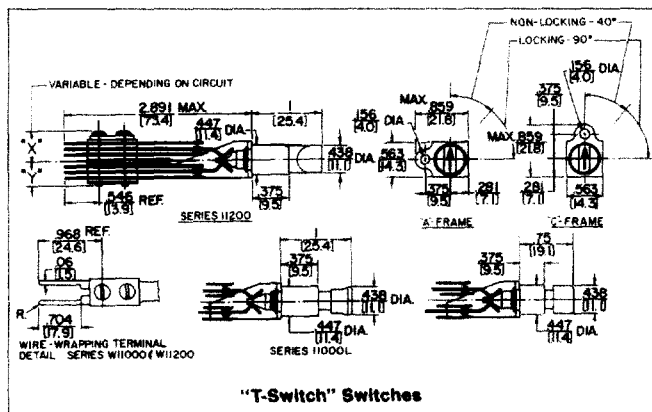 NON-LOCKING - 40°
LOCKING - 90°
VARIABLE - DEPENDING ON CIRCUIT
2.891 MAX.
[73.4]
.447 DIA.
[11.4]
1
[25.4]
.156 DIA.
[4.0]
MAX. .859
[21.8]
.375
[9.5]
.156 DIA.
[4.0]
"X"
"Y"
.438 DIA.
[11.1]
.563
[14.3]
MAX. .859
[21.8]
.546 REF.
[13.9]
.375
[9.5]
.375
[9.5]
.281
[7.1]
.281
[7.1]
.563
[14.3]
SERIES 11200
"A"-FRAME
"C"-FRAME
.968 REF.
[24.6]
.06
[1.5]
R.
.704
[17.9]
WIRE-WRAPPING TERMINAL
DETAIL SERIES W11000 & W11200
1
[25.4]
.375
[9.5]
.438 DIA.
[11.1]
.447 DIA.
[11.4]
SERIES 11000L
.75
[19.1]
.375
[9.5]
.438
[11.1]
.447 DIA.
[11.4]
"T-Switch" Switches